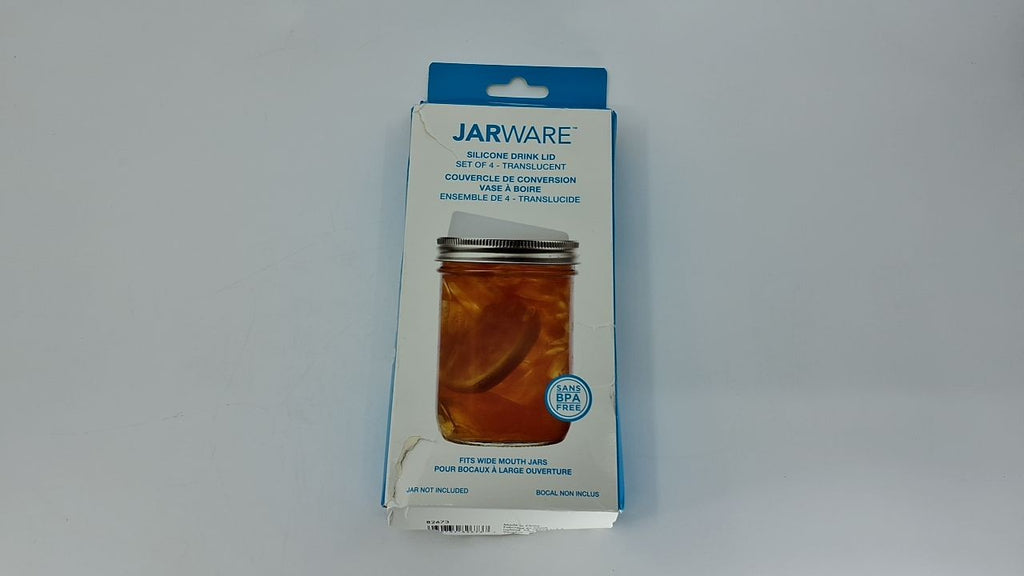 JARWARE™
SILICONE DRINK LID
SET OF 4 - TRANSLUCENT
COUVERCLE DE CONVERSION
VASE À BOIRE
ENSEMBLE DE 4 - TRANSLUCIDE
SANS
BPA
FREE
FITS WIDE MOUTH JARS
POUR BOCAUX À LARGE OUVERTURE
JAR NOT INCLUDED
BOCAL NON INCLUS
82673